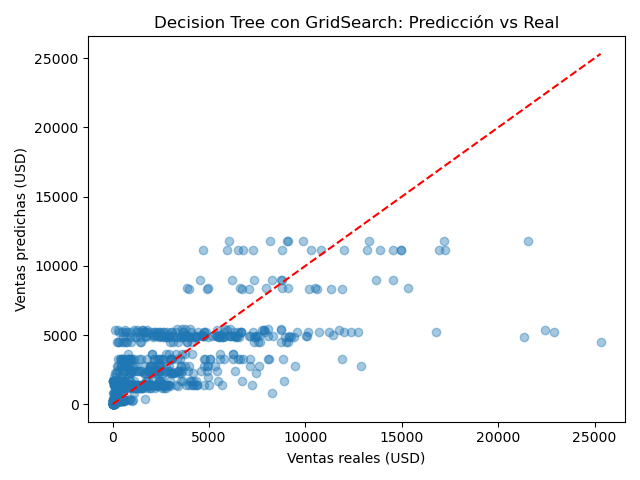 Decision Tree con GridSearch: Predicción vs Real
Ventas predichas (USD)
25000
20000
15000
10000
5000
0
0 5000 10000 15000 20000 25000
Ventas reales (USD)